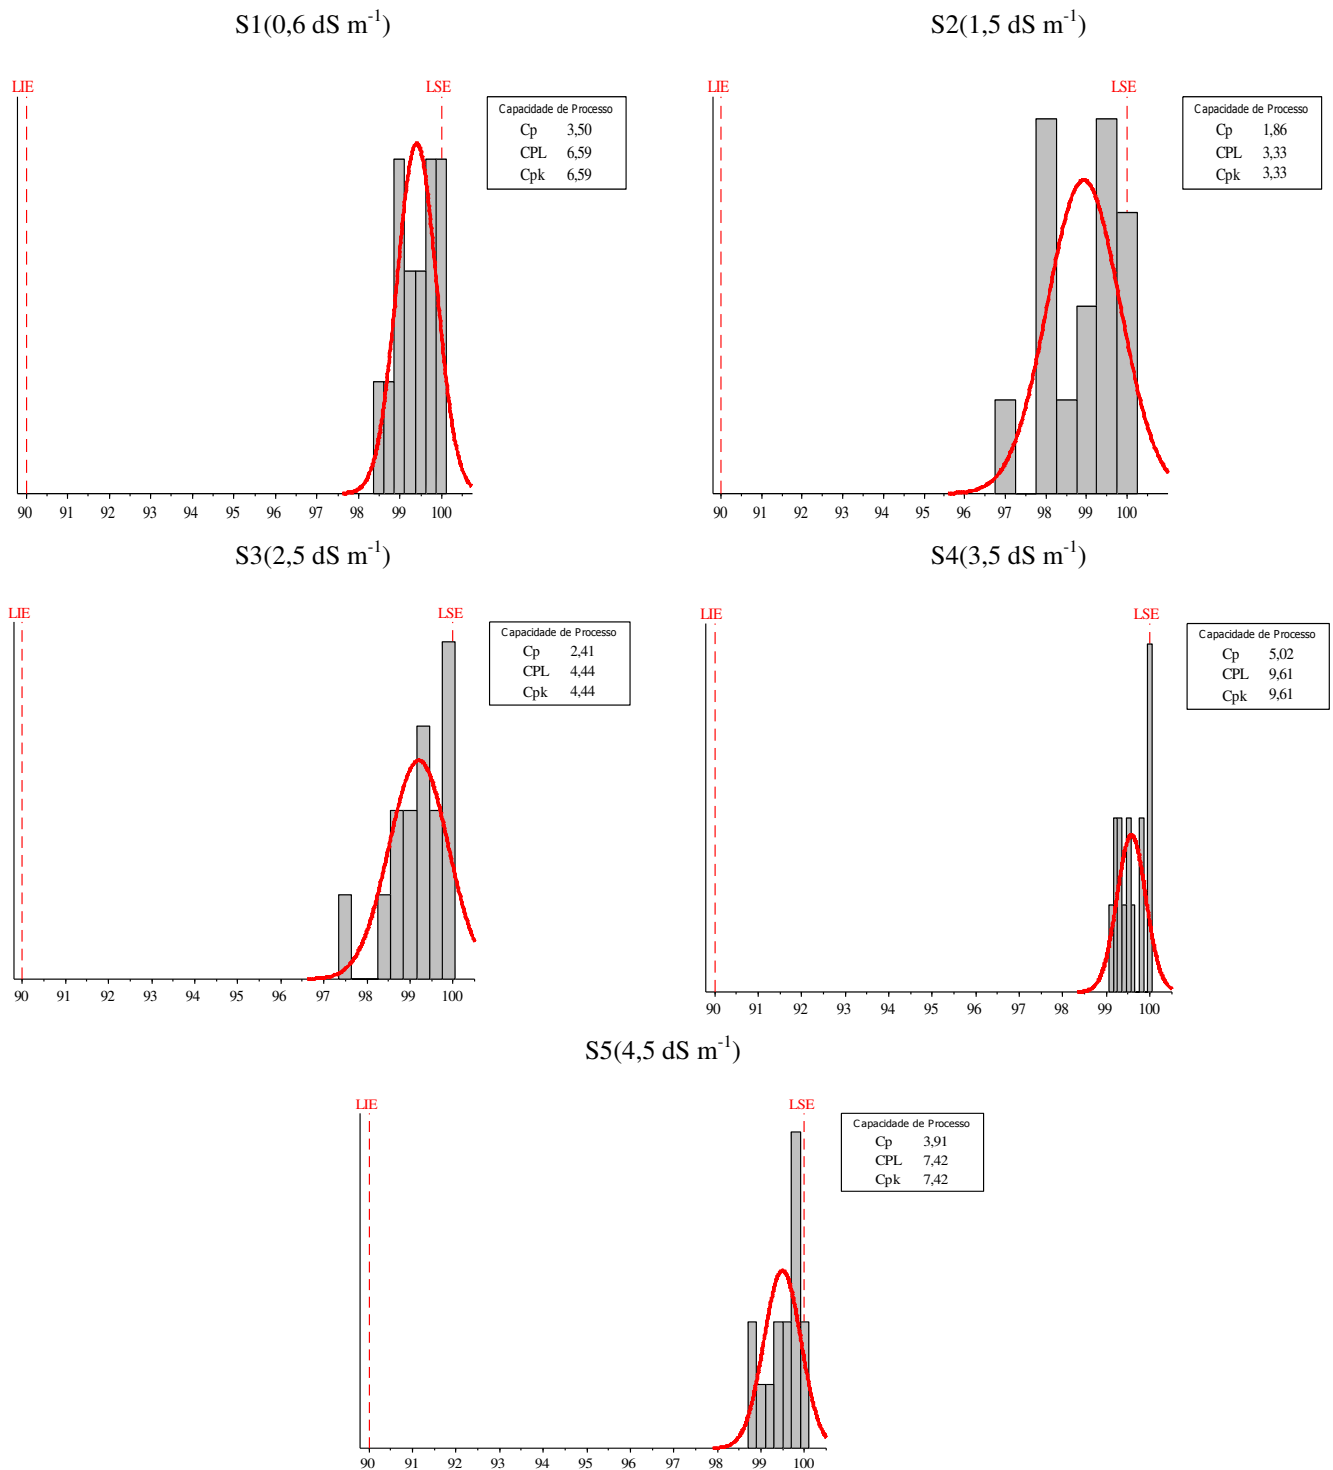 S1(0,6 dS m-1)
LIE
LSE
Capacidade de Processo
Cp 3,50
CPL 6,59
Cpk 6,59
90 91 92 93 94 95 96 97 98 99 100
S2(1,5 dS m-1)
LIE
LSE
Capacidade de Processo
Cp 1,86
CPL 3,33
Cpk 3,33
90 91 92 93 94 95 96 97 98 99 100
S3(2,5 dS m-1)
LIE
LSE
Capacidade de Processo
Cp 2,41
CPL 4,44
Cpk 4,44
90 91 92 93 94 95 96 97 98 99 100
S4(3,5 dS m-1)
LIE
LSE
Capacidade de Processo
Cp 5,02
CPL 9,61
Cpk 9,61
90 91 92 93 94 95 96 97 98 99 100
S5(4,5 dS m-1)
LIE
LSE
Capacidade de Processo
Cp 3,91
CPL 7,42
Cpk 7,42
90 91 92 93 94 95 96 97 98 99 100